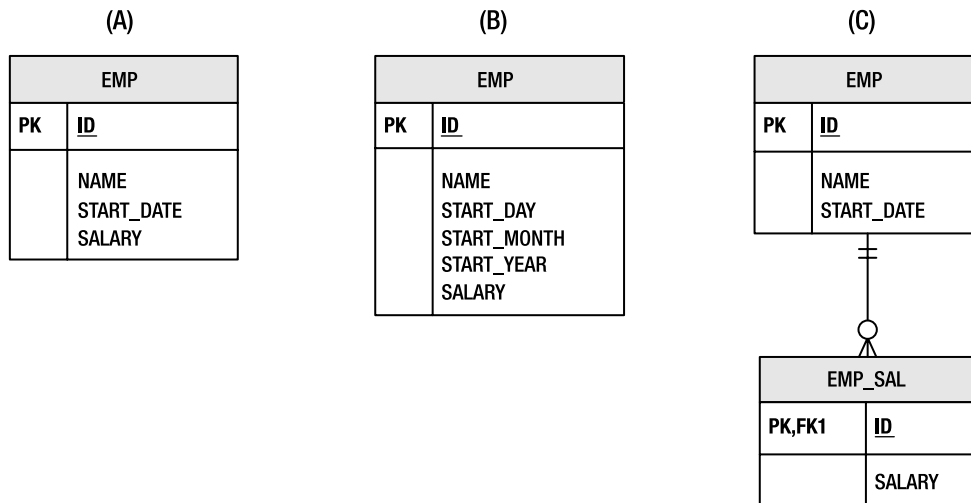 (A)
EMP
PK ID
NAME
START_DATE
SALARY
(B)
EMP
PK ID
NAME
START_DAY
START_MONTH
START_YEAR
SALARY
(C)
EMP
PK ID
NAME
START_DATE
EMP_SAL
PK,FK1 ID
SALARY